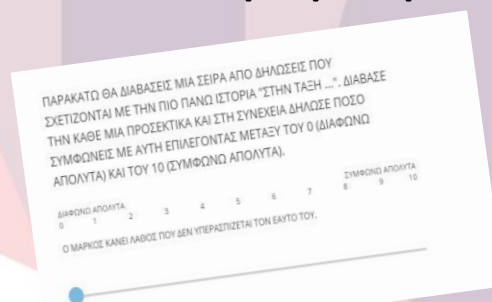 ΠΑΡΑΚΑΤΩ ΘΑ ΔΙΑΒΑΣΕΙΣ ΜΙΑ ΣΕΙΡΑ ΑΠΟ ΔΗΛΩΣΕΙΣ ΠΟΥ
ΣΧΕΤΙΖΟΝΤΑΙ ΜΕ ΤΗΝ ΠΙΟ ΠΑΝΩ ΙΣΤΟΡΙΑ "ΣΤΗΝ ΤΑΞΗ ...". ΔΙΑΒΑΣΕ
ΤΗΝ ΚΑΘΕ ΜΙΑ ΠΡΟΣΕΚΤΙΚΑ ΚΑΙ ΣΤΗ ΣΥΝΕΧΕΙΑ ΔΗΛΩΣΕ ΠΟΣΟ
ΣΥΜΦΩΝΕΙΣ ΜΕ ΑΥΤΗ ΕΠΙΛΕΓΟΝΤΑΣ ΜΕΤΑΞΥ ΤΟΥ 0 (ΔΙΑΦΩΝΩ
ΑΠΟΛΥΤΑ) ΚΑΙ ΤΟΥ 10 (ΣΥΜΦΩΝΩ ΑΠΟΛΥΤΑ).
ΔΙΑΦΩΝΩ ΑΠΟΛΥΤΑ ΣΥΜΦΩΝΩ ΑΠΟΛΥΤΑ
0 1 2 3 4 5 6 7 8 9 10
Ο ΜΑΡΚΟΣ ΚΑΝΕΙ ΛΑΘΟΣ ΠΟΥ ΔΕΝ ΥΠΕΡΑΣΠΙΖΕΤΑΙ ΤΟΝ ΕΑΥΤΟ ΤΟΥ.